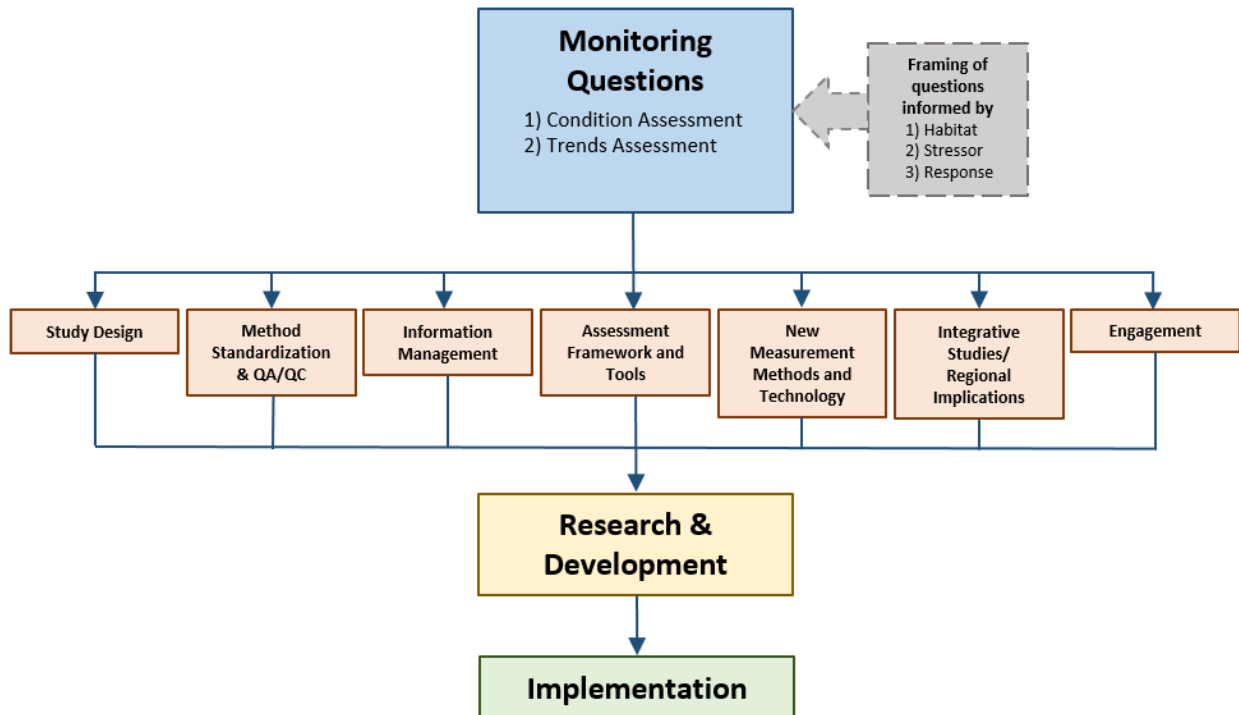 Monitoring
Questions
1) Condition Assessment
2) Trends Assessment
Framing of
questions
informed by
1) Habitat
2) Stressor
3) Response
Study Design
Method
Standardization
& QA/QC
Information
Management
Assessment
Framework and
Tools
New
Measurement
Methods and
Technology
Integrative
Studies/
Regional
Implications
Engagement
Research &
Development
Implementation